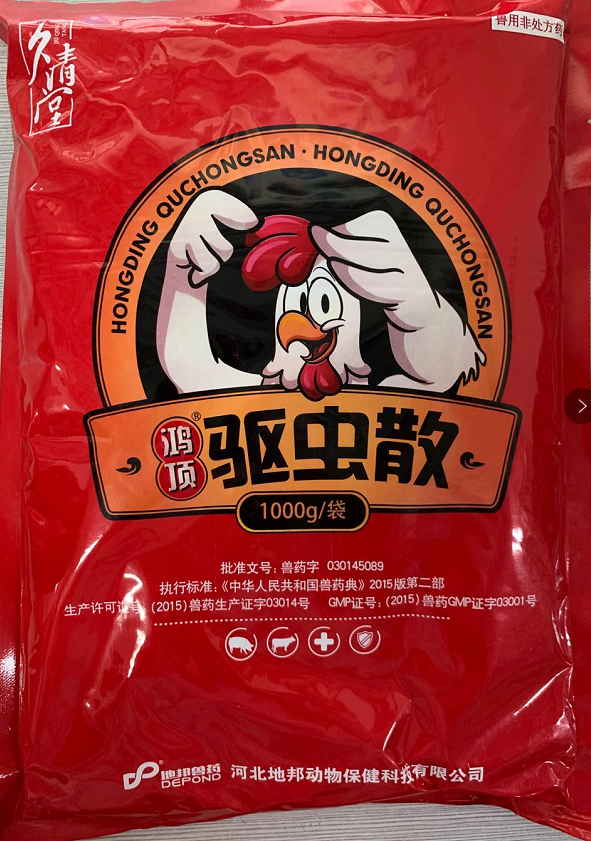 久清堂
兽用非处方药
HONGDING QUCHONGSAN · HONGDING QUCHONGSAN
鸿顶®
驱虫散
1000g/袋
批准文号：兽药字 030145089
执行标准：《中华人民共和国兽药典》2015版第二部
生产许可证号：(2015)兽药生产证字03014号 GMP证号：(2015)兽药GMP证字03001号
地邦兽药
DEPOND
河北地邦动物保健科技有限公司